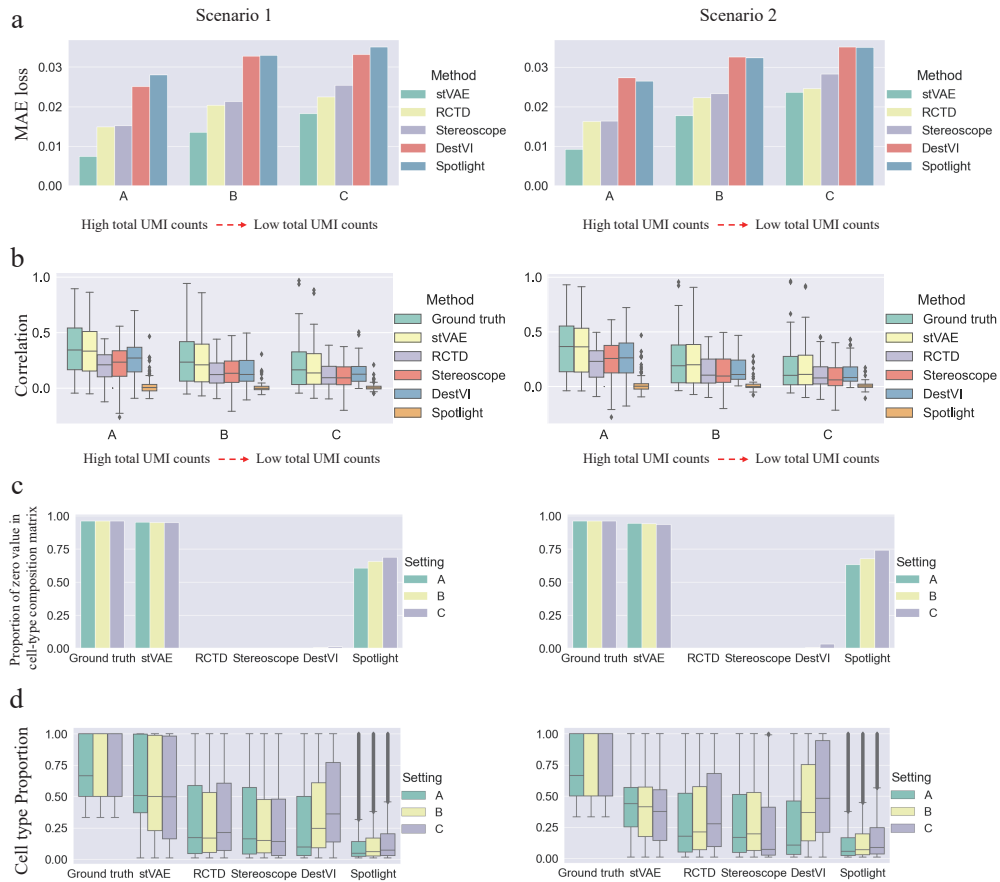 a
Scenario 1
Scenario 2
MAE loss
0.03
0.02
0.01
0.00
A
B
C
Method
stVAE
RCTD
Stereoscope
DestVI
Spotlight
High total UMI counts
Low total UMI counts
0.03
0.02
0.01
0.00
A
B
C
Method
stVAE
RCTD
Stereoscope
DestVI
Spotlight
High total UMI counts
Low total UMI counts
b
Correlation
1.0
0.5
0.0
A
B
C
Method
Ground truth
stVAE
RCTD
Stereoscope
DestVI
Spotlight
High total UMI counts
Low total UMI counts
1.0
0.5
0.0
A
B
C
Method
Ground truth
stVAE
RCTD
Stereoscope
DestVI
Spotlight
High total UMI counts
Low total UMI counts
c
Proportion of zero value in
cell-type composition matrix
1.00
0.75
0.50
0.25
0.00
Ground truth stVAE RCTD Stereoscope DestVI Spotlight
Setting
A
B
C
1.00
0.75
0.50
0.25
0.00
Ground truth stVAE RCTD Stereoscope DestVI Spotlight
Setting
A
B
C
d
Cell type Proportion
1.00
0.75
0.50
0.25
0.00
Ground truth stVAE RCTD Stereoscope DestVI Spotlight
Setting
A
B
C
1.00
0.75
0.50
0.25
0.00
Ground truth stVAE RCTD Stereoscope DestVI Spotlight
Setting
A
B
C